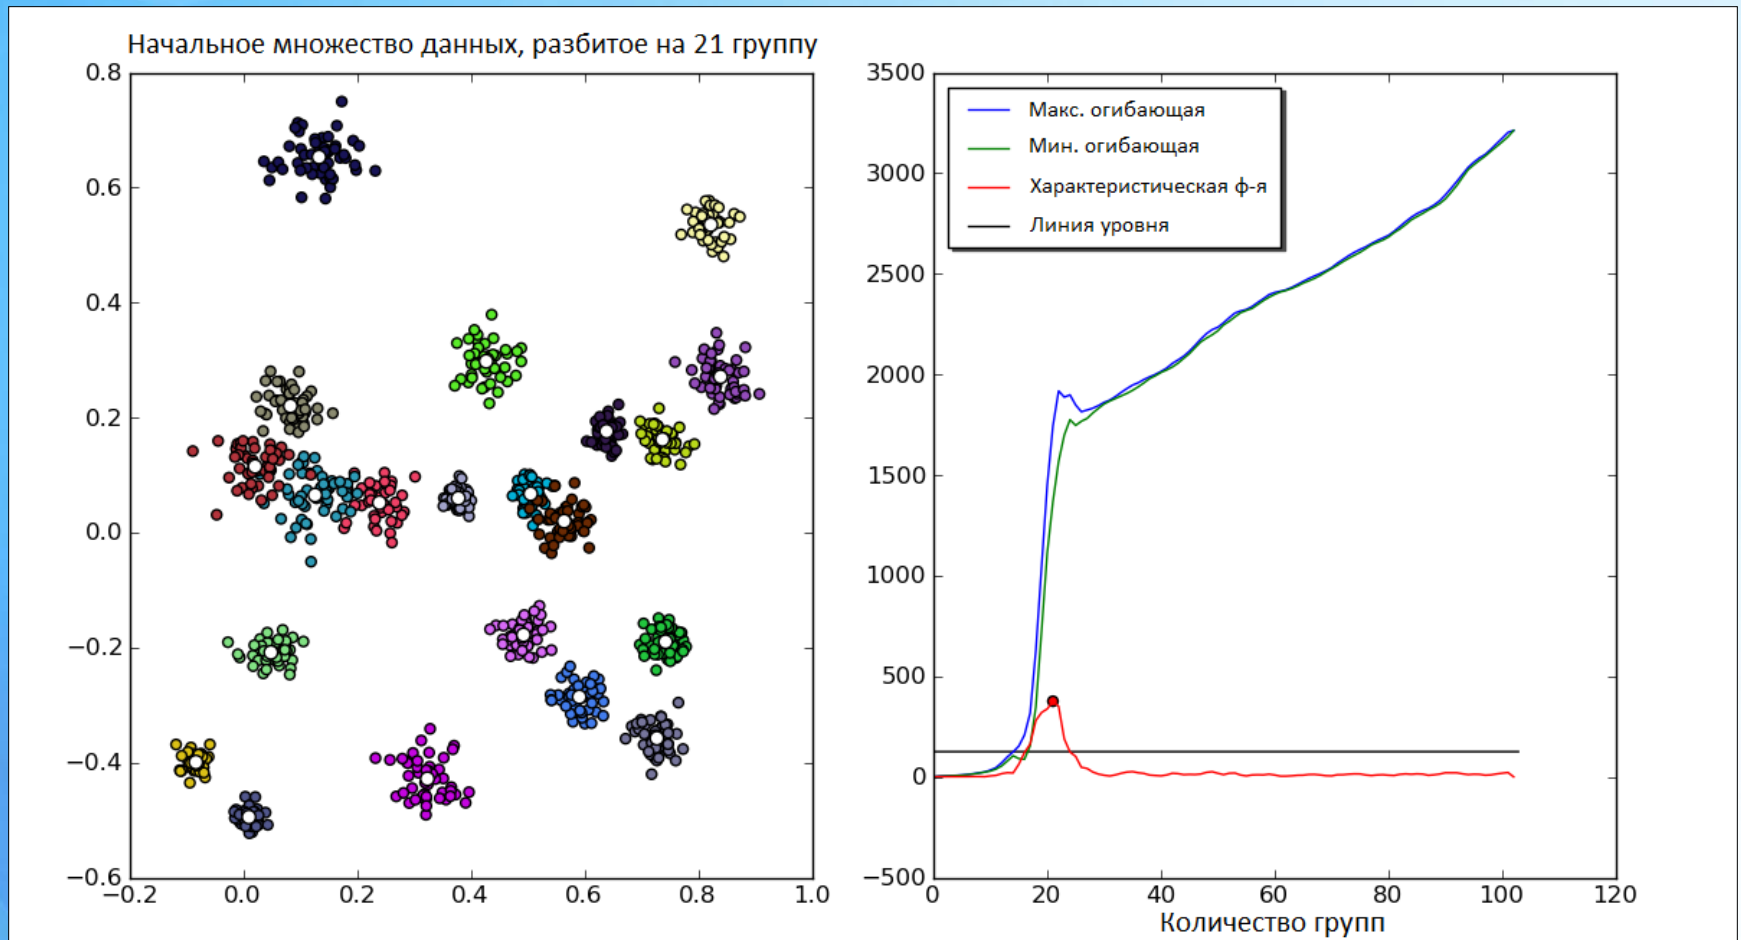 Начальное множество данных, разбитое на 21 группу
0.8
0.6
0.4
0.2
0.0
−0.2
−0.4
−0.6
−0.2 0.0 0.2 0.4 0.6 0.8 1.0
3500
3000
2500
2000
1500
1000
500
0
−500
0 20 40 60 80 100 120
Макс. огибающая
Мин. огибающая
Характеристическая ф-я
Линия уровня
Количество групп